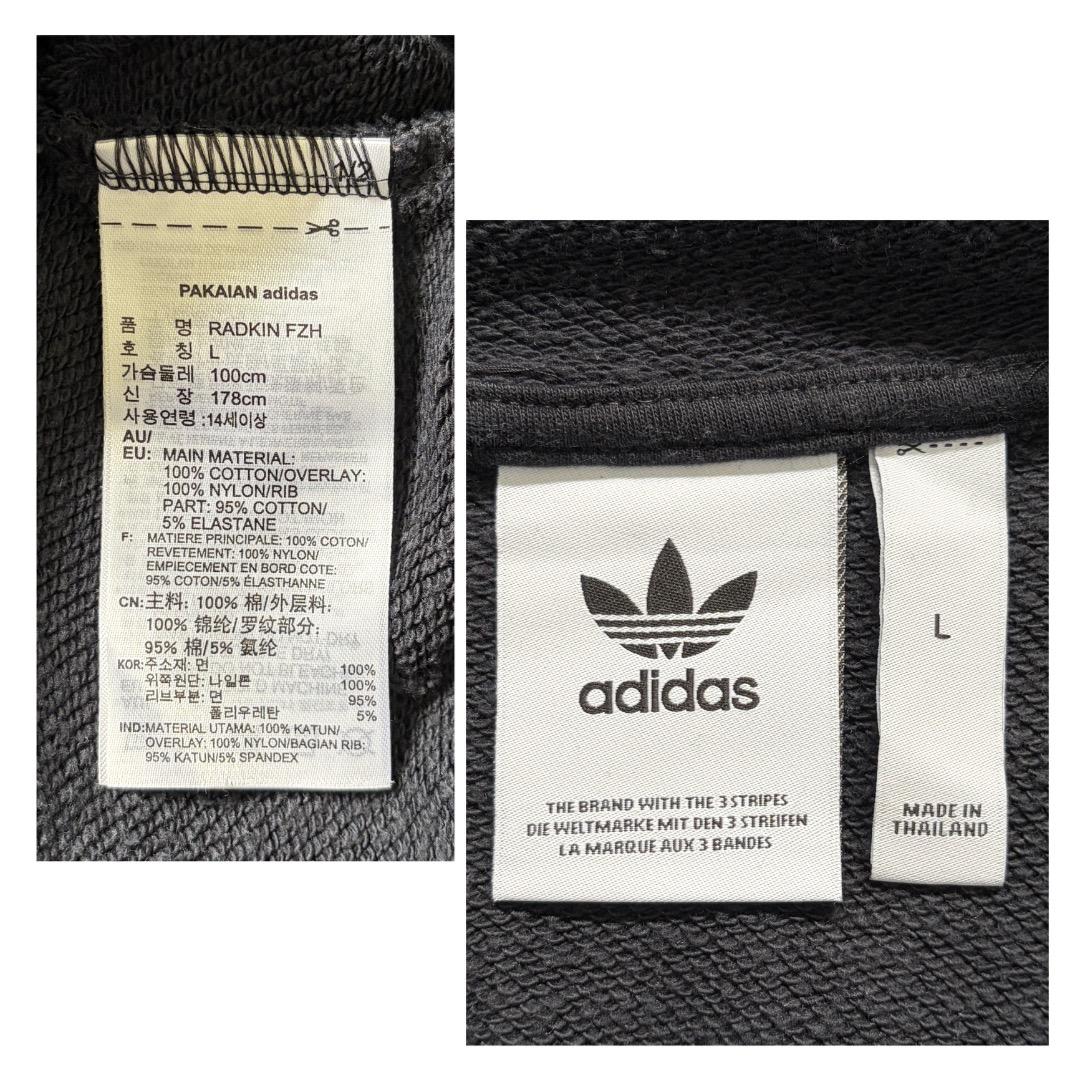 1/2
PAKAIAN adidas
품 명 RADKIN FZH
호 칭 L
가슴둘레 100cm
신 장 178cm
사용연령 :14세이상
AU/
EU: MAIN MATERIAL:
100% COTTON/OVERLAY:
100% NYLON/RIB
PART: 95% COTTON/
5% ELASTANE
F: MATIERE PRINCIPALE: 100% COTON/
REVETEMENT: 100% NYLON/
EMPIECEMENT EN BORD COTE:
95% COTON/5% ÉLASTHANNE
CN:主料: 100% 棉/外层料:
100% 锦纶/罗纹部分:
95% 棉/5% 氨纶
KOR:주소재: 면 100%
위쪽원단: 나일론 100%
리브부분: 면 95%
폴리우레탄 5%
IND:MATERIAL UTAMA: 100% KATUN/
OVERLAY: 100% NYLON/BAGIAN RIB:
95% KATUN/5% SPANDEX
adidas
THE BRAND WITH THE 3 STRIPES
DIE WELTMARKE MIT DEN 3 STREIFEN
LA MARQUE AUX 3 BANDES
L
MADE IN
THAILAND